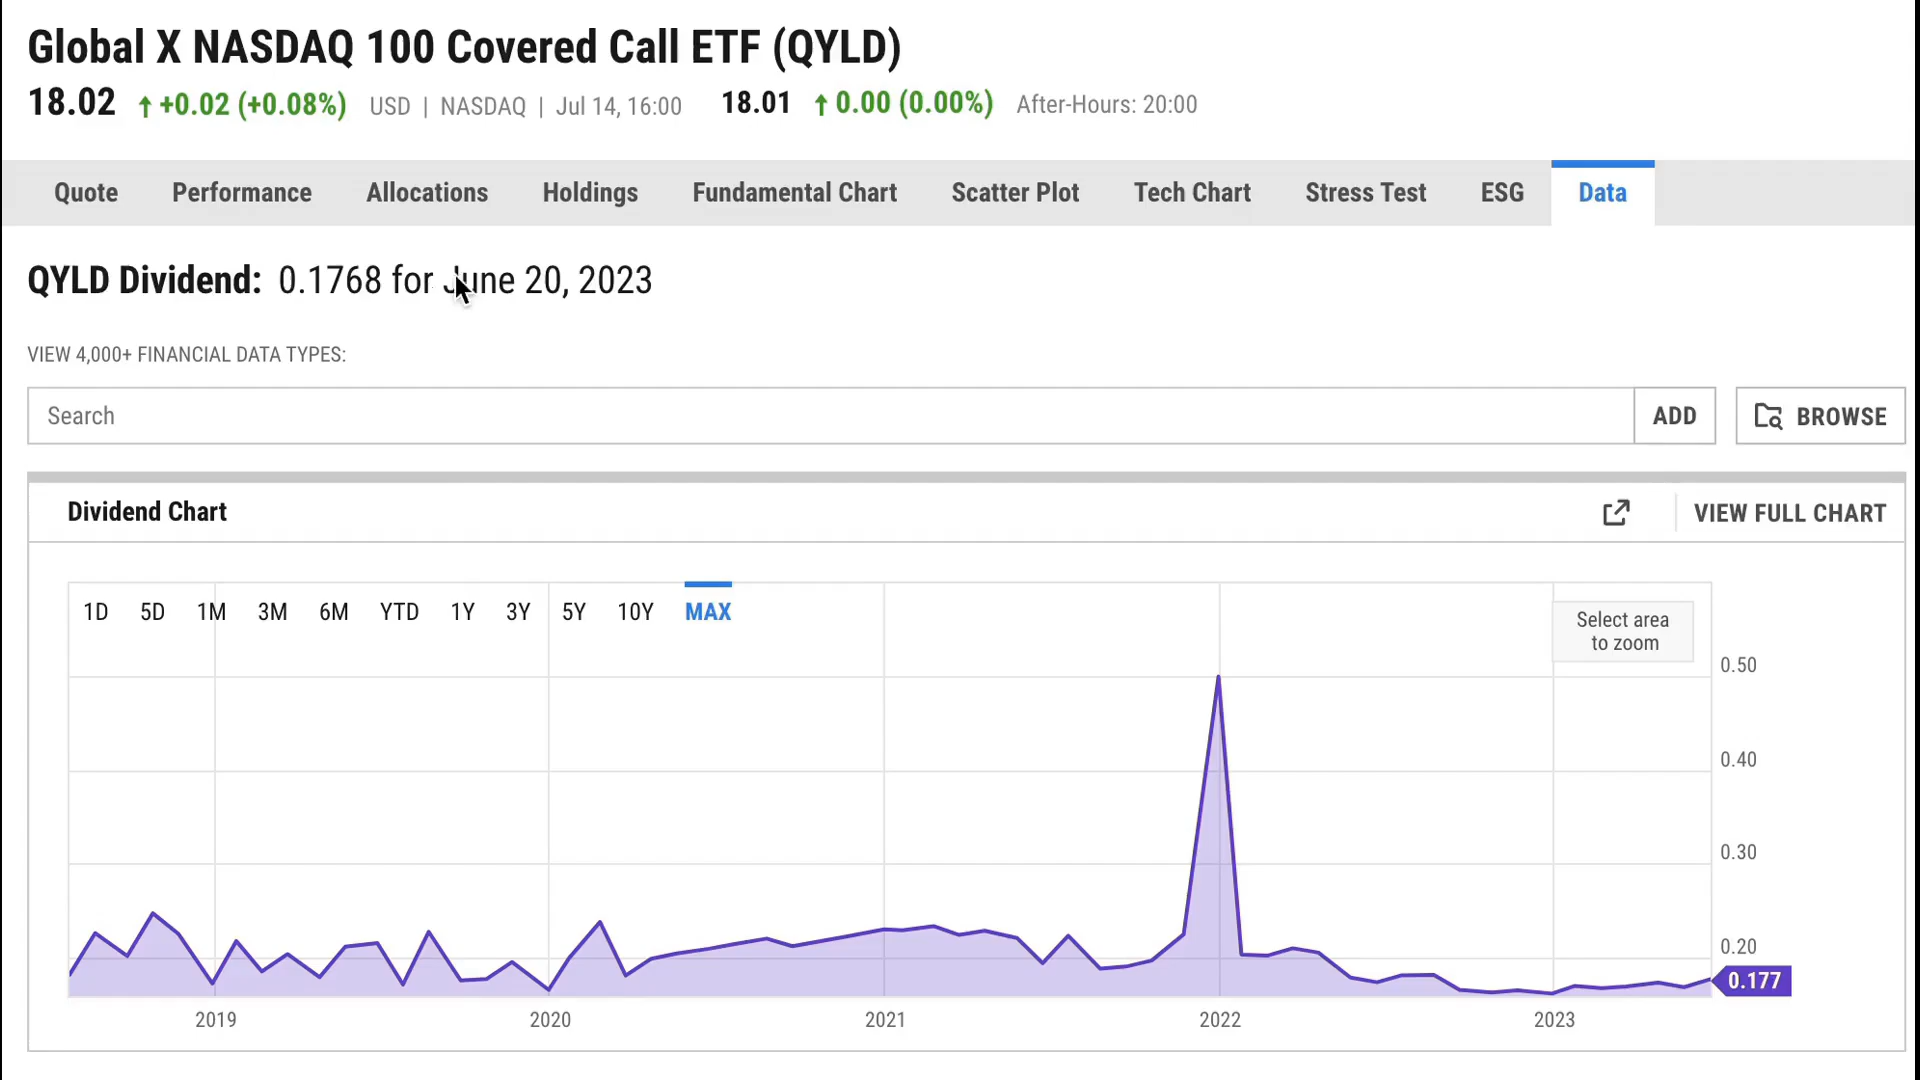 Global X NASDAQ 100 Covered Call ETF (QYLD)
18.02 ↑ +0.02 (+0.08%) USD | NASDAQ | Jul 14, 16:00 18.01 ↑ 0.00 (0.00%) After-Hours: 20:00
Quote Performance Allocations Holdings Fundamental Chart Scatter Plot Tech Chart Stress Test ESG Data
QYLD Dividend: 0.1768 for June 20, 2023
VIEW 4,000+ FINANCIAL DATA TYPES:
Search ADD BROWSE
Dividend Chart VIEW FULL CHART
1D 5D 1M 3M 6M YTD 1Y 3Y 5Y 10Y MAX
Select area
to zoom
0.50
0.40
0.30
0.20
0.177
2019 2020 2021 2022 2023